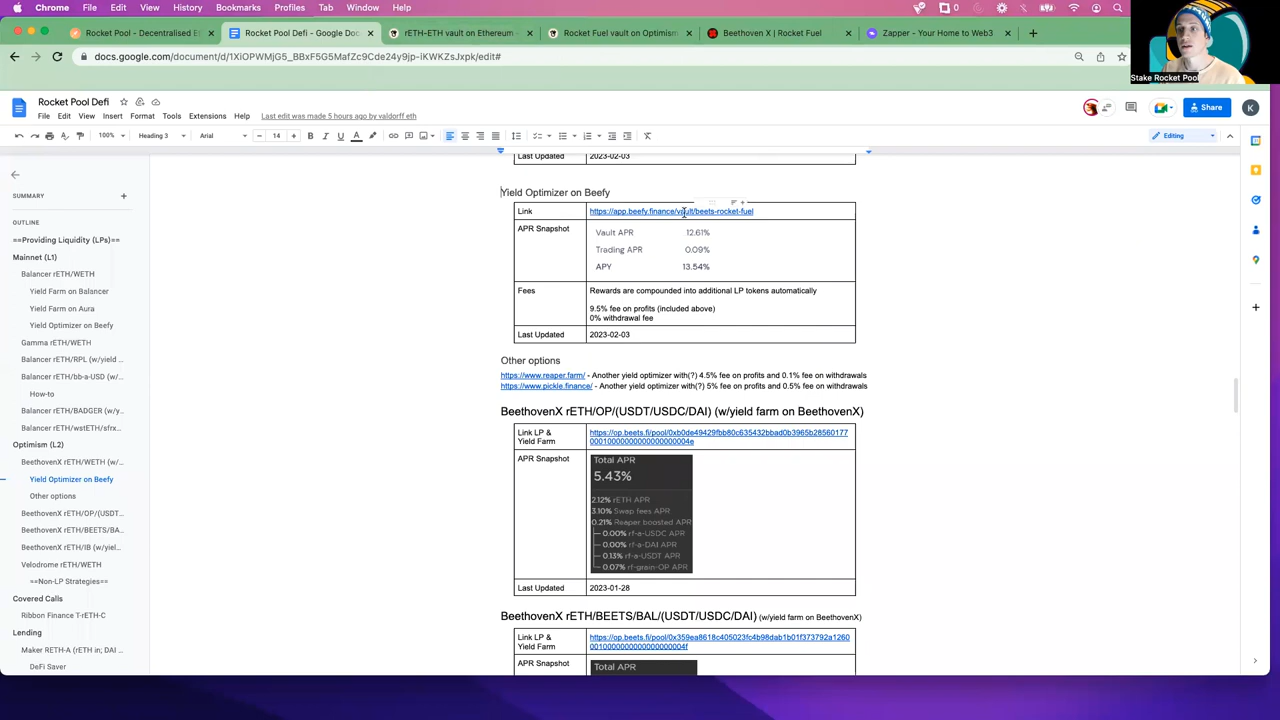 Chrome File Edit View History Bookmarks Profiles Tab Window Help
Rocket Pool - Decentralised E
Rocket Pool Defi - Google Doc
rETH-ETH vault on Ethereum -
Rocket Fuel vault on Optimism
Beethoven X | Rocket Fuel
Zapper - Your Home to Web3
docs.google.com/document/d/1XiOPWMjG5_BBxF5G5MafZc9Cde24y9jp-iKWKZsJxpk/edit#
Stake Rocket Pool
Rocket Pool Defi
File Edit View Insert Format Tools Extensions Help
Last edit was made 5 hours ago by valdorff eth
Share
K
100% Heading 3 Arial 14
Editing
SUMMARY
OUTLINE
==Providing Liquidity (LPs)==
Mainnet (L1)
Balancer rETH/WETH
Yield Farm on Balancer
Yield Farm on Aura
Yield Optimizer on Beefy
Gamma rETH/WETH
Balancer rETH/RPL (w/yield ...
Balancer rETH/bb-a-USD (w/ex...
How-to
Balancer rETH/BADGER (w/yiel...
Balancer rETH/wstETH/sfrx...
Optimism (L2)
BeethovenX rETH/WETH (w/...
Yield Optimizer on Beefy
Other options
BeethovenX rETH/OP/(USDT...
BeethovenX rETH/BEETS/BA...
BeethovenX rETH/IB (w/yiel...
Velodrome rETH/WETH
==Non-LP Strategies==
Covered Calls
Ribbon Finance T-rETH-C
Lending
Maker RETH-A (rETH in; DAI ...
DeFi Saver
Last Updated 2023-02-03
Yield Optimizer on Beefy
Link https://app.beefy.finance/vault/beets-rocket-fuel
APR Snapshot
Vault APR 12.61%
Trading APR 0.09%
APY 13.54%
Fees Rewards are compounded into additional LP tokens automatically
9.5% fee on profits (included above)
0% withdrawal fee
Last Updated 2023-02-03
Other options
https://www.reaper.farm/ - Another yield optimizer with(?) 4.5% fee on profits and 0.1% fee on withdrawals
https://www.pickle.finance/ - Another yield optimizer with(?) 5% fee on profits and 0.5% fee on withdrawals
BeethovenX rETH/OP/(USDT/USDC/DAI) (w/yield farm on BeethovenX)
Link LP & Yield Farm
https://op.beets.fi/pool/0xb0de49429fbb80c635432bbad0b3965b28560177
0001000000000000000000004e
APR Snapshot
Total APR
5.43%
2.12% rETH APR
3.10% Swap fees APR
0.21% Reaper boosted APR
0.00% rf-a-USDC APR
0.00% rf-a-DAI APR
0.13% rf-a-USDT APR
0.07% rf-grain-OP APR
Last Updated 2023-01-28
BeethovenX rETH/BEETS/BAL/(USDT/USDC/DAI) (w/yield farm on BeethovenX)
Link LP & Yield Farm
https://op.beets.fi/pool/0x359ea8618c405023fc4b98dab1b01f373792a1260
00100000000000000000004f
APR Snapshot
Total APR